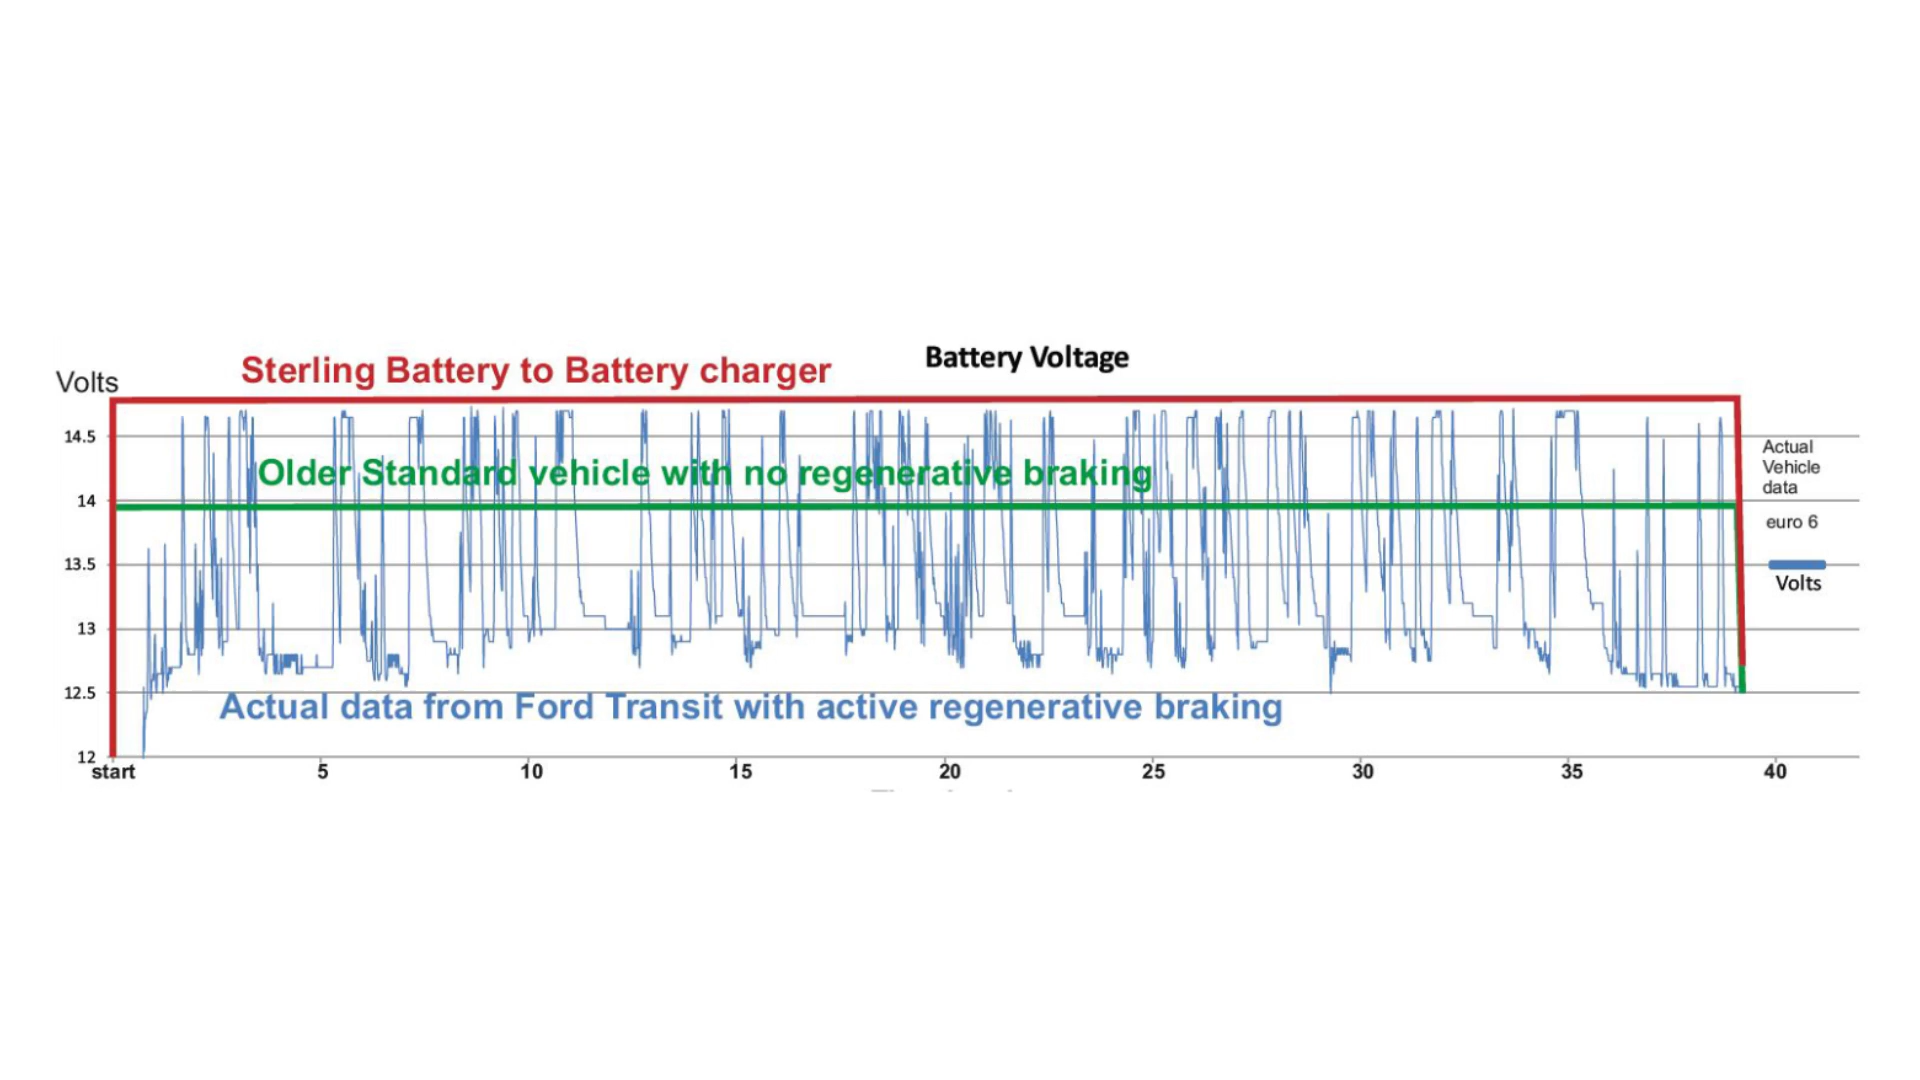 Sterling Battery to Battery charger
Battery Voltage
Volts
14.5
Older Standard vehicle with no regenerative braking
14
13.5
13
12.5
12
Actual data from Ford Transit with active regenerative braking
start 5 10 15 20 25 30 35 40
Actual
Vehicle
data
euro 6
Volts